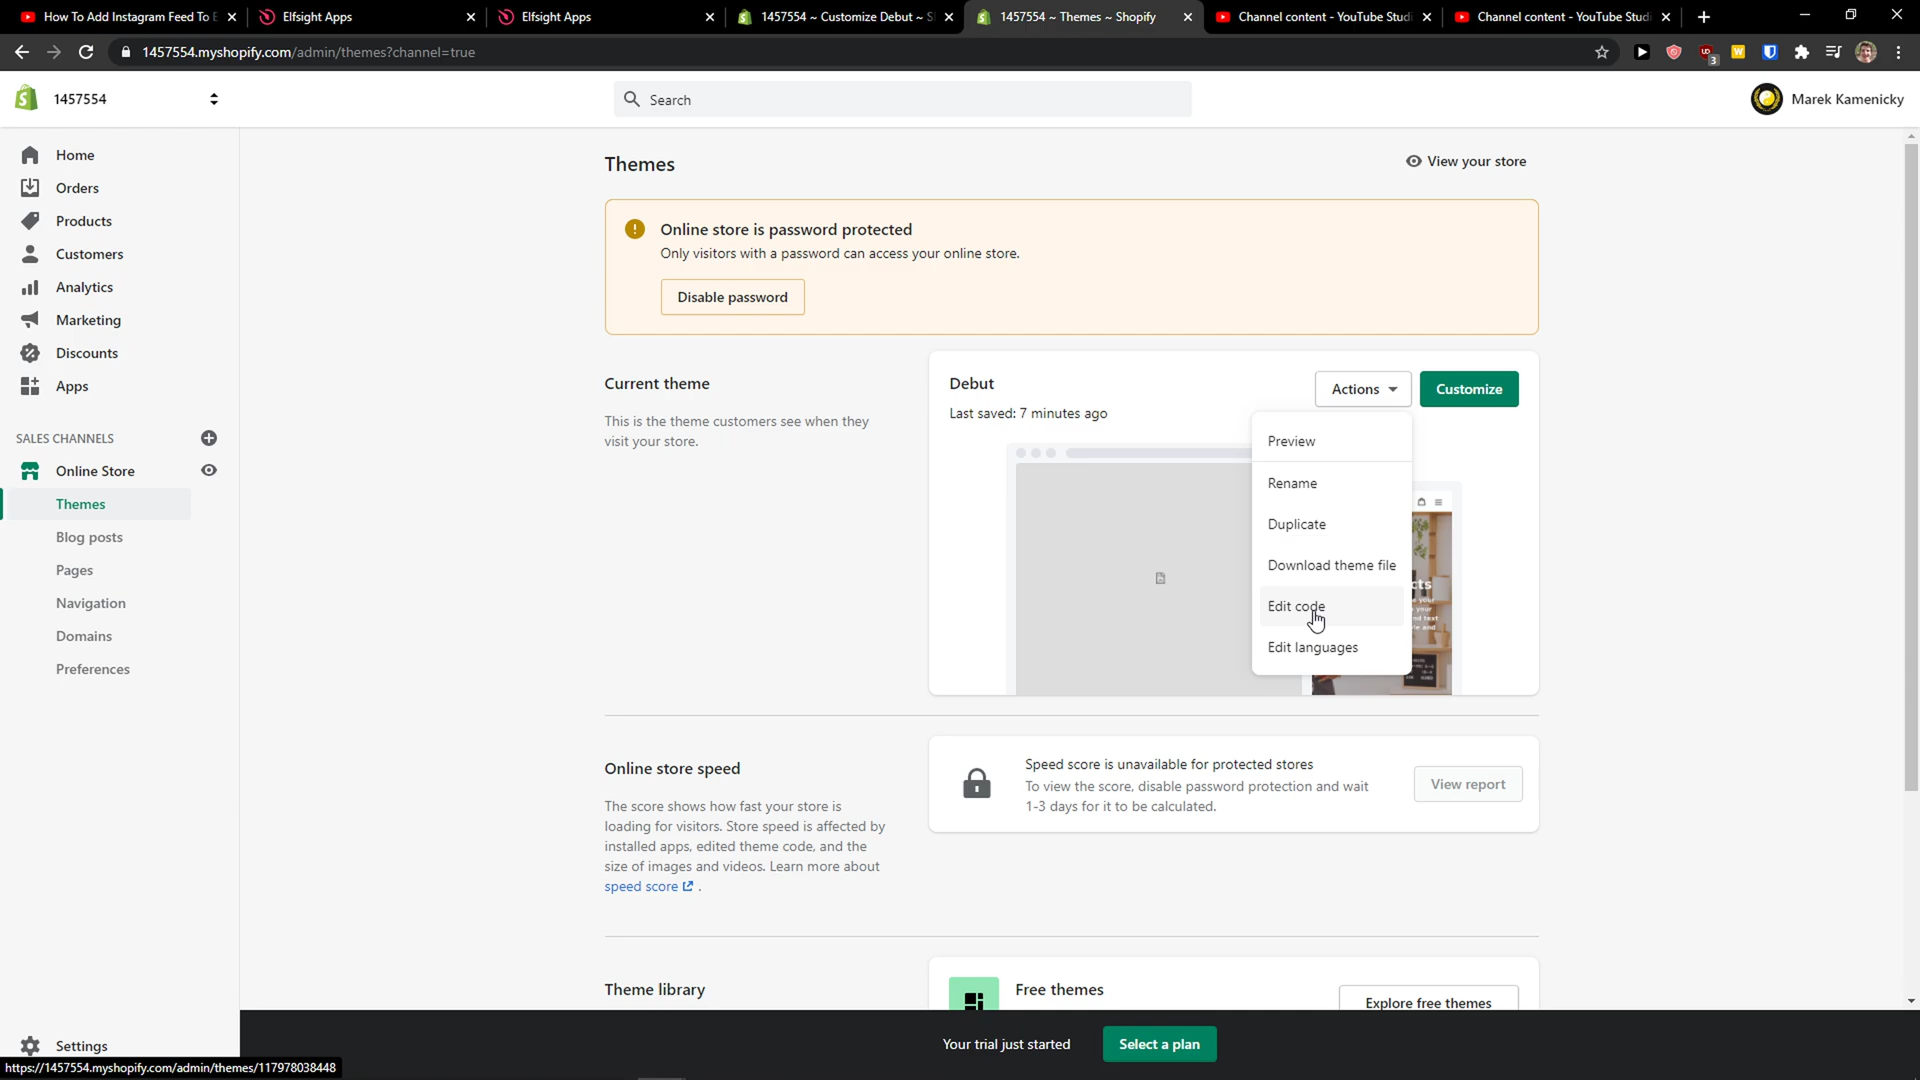 How To Add Instagram Feed To E
Elfsight Apps
Elfsight Apps
1457554 ~ Customize Debut ~ S
1457554 ~ Themes ~ Shopify
Channel content - YouTube Studi
Channel content - YouTube Studi
1457554.myshopify.com/admin/themes?channel=true
3
W
1457554
Search
Marek Kamenicky
Home
Orders
Products
Customers
Analytics
Marketing
Discounts
Apps
SALES CHANNELS
Online Store
Themes
Blog posts
Pages
Navigation
Domains
Preferences
Settings
Themes
View your store
Online store is password protected
Only visitors with a password can access your online store.
Disable password
Current theme
This is the theme customers see when they
visit your store.
Debut
Last saved: 7 minutes ago
Actions
Customize
Preview
Rename
Duplicate
Download theme file
Edit code
Edit languages
Online store speed
The score shows how fast your store is
loading for visitors. Store speed is affected by
installed apps, edited theme code, and the
size of images and videos. Learn more about
speed score .
Speed score is unavailable for protected stores
To view the score, disable password protection and wait
1-3 days for it to be calculated.
View report
Theme library
Free themes
Explore free themes
Your trial just started
Select a plan
https://1457554.myshopify.com/admin/themes/117978038448